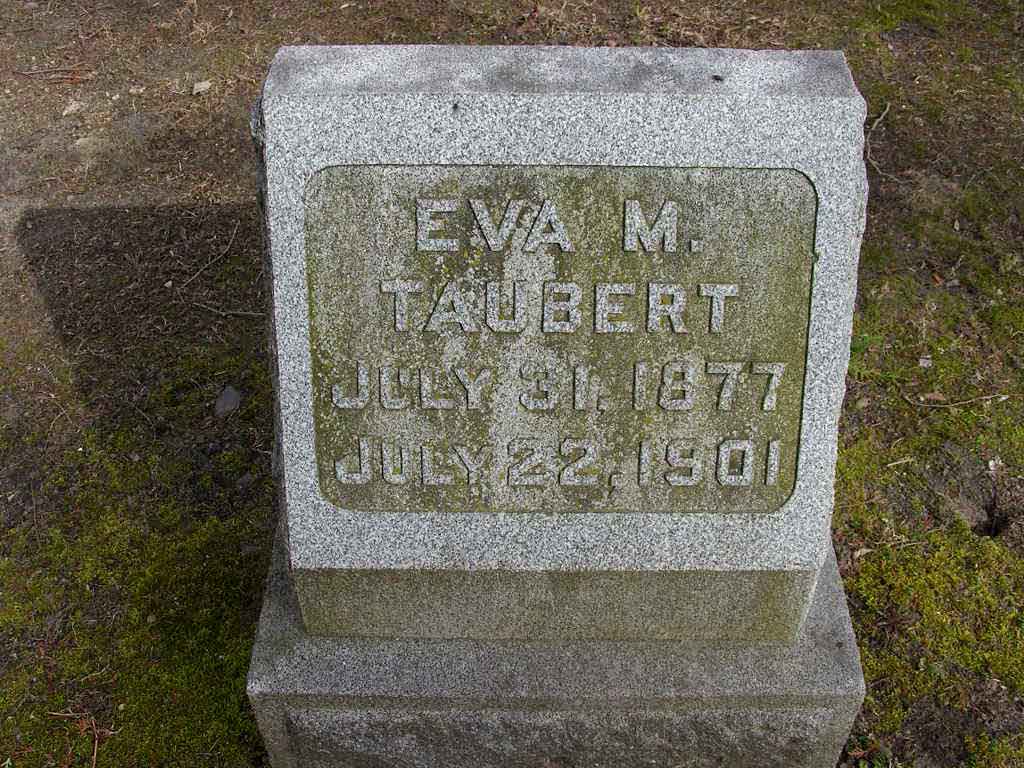 EVA M.
TAUBERT
JULY 31, 1877
JULY 22, 1901